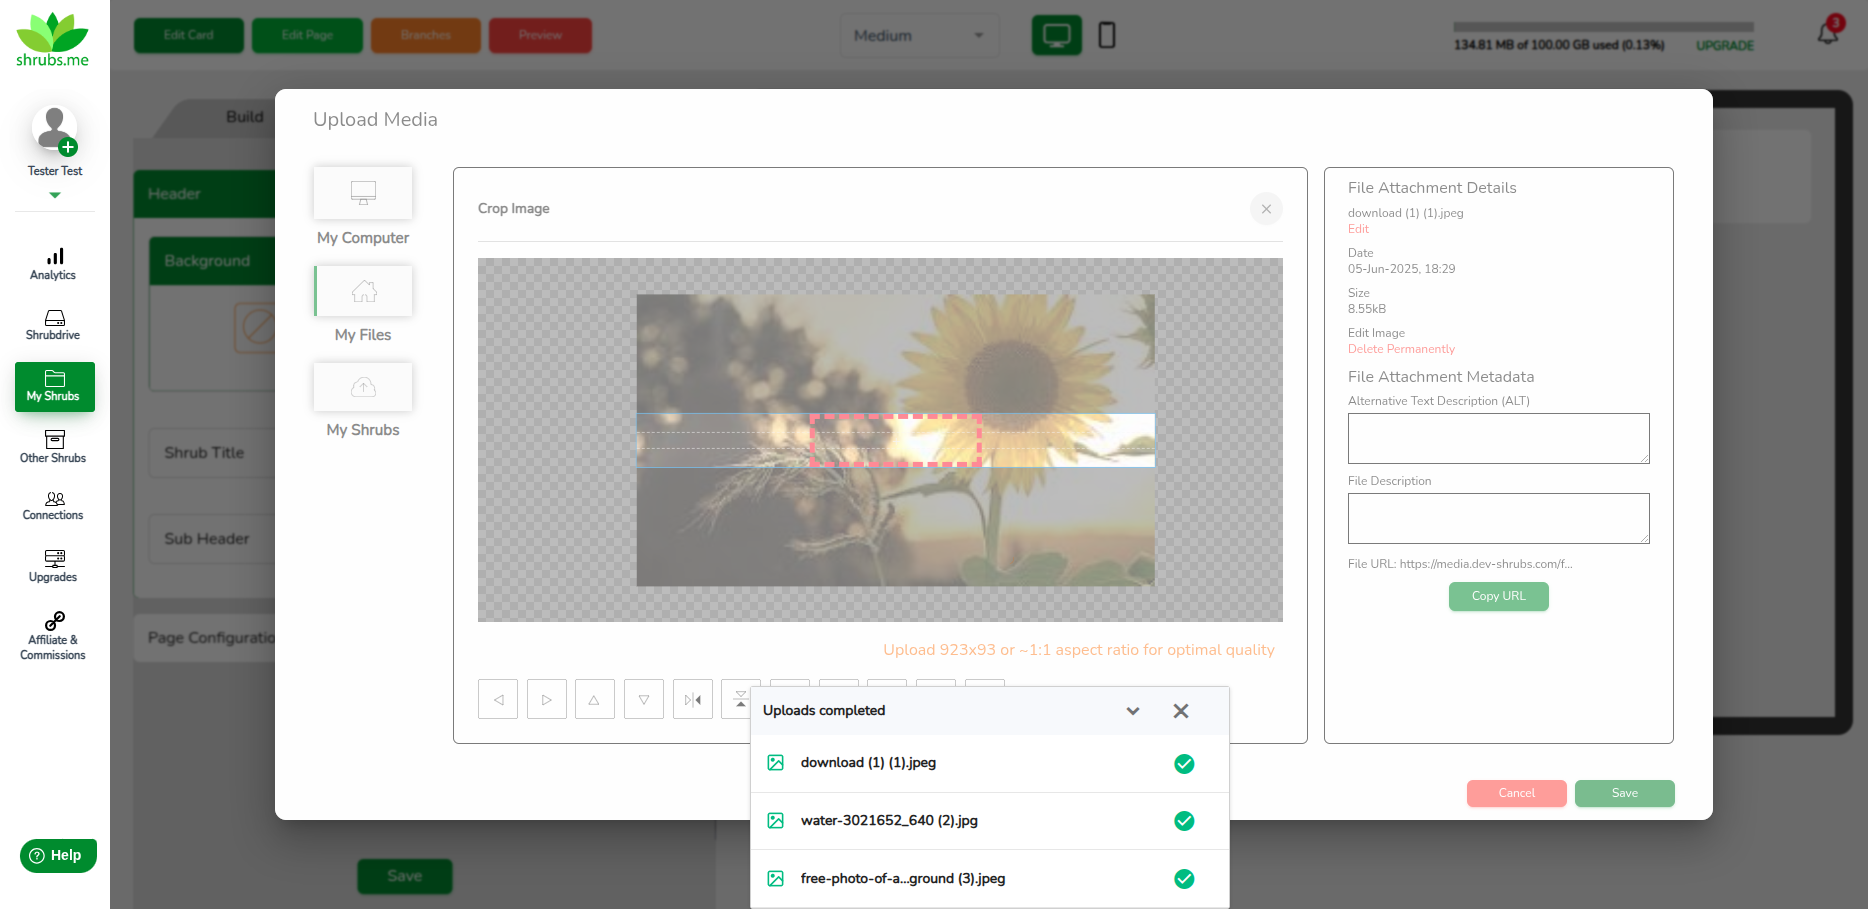 shrubs.me
Tester Test
Analytics
Shrubdrive
My Shrubs
Other Shrubs
Connections
Upgrades
Affiliate &
Commissions
Help
Edit Card
Edit Page
Branches
Preview
Medium
134.81 MB of 100.00 GB used (0.13%)
UPGRADE
3
Build
Header
Background
Shrub Title
Sub Header
Page Configuratio
Save
Upload Media
My Computer
My Files
My Shrubs
Crop Image
Upload 923x93 or ~1:1 aspect ratio for optimal quality
File Attachment Details
download (1) (1).jpeg
Edit
Date
05-Jun-2025, 18:29
Size
8.55kB
Edit Image
Delete Permanently
File Attachment Metadata
Alternative Text Description (ALT)
File Description
File URL: https://media.dev-shrubs.com/f...
Copy URL
Cancel
Save
Uploads completed
download (1) (1).jpeg
water-3021652_640 (2).jpg
free-photo-of-a...ground (3).jpeg